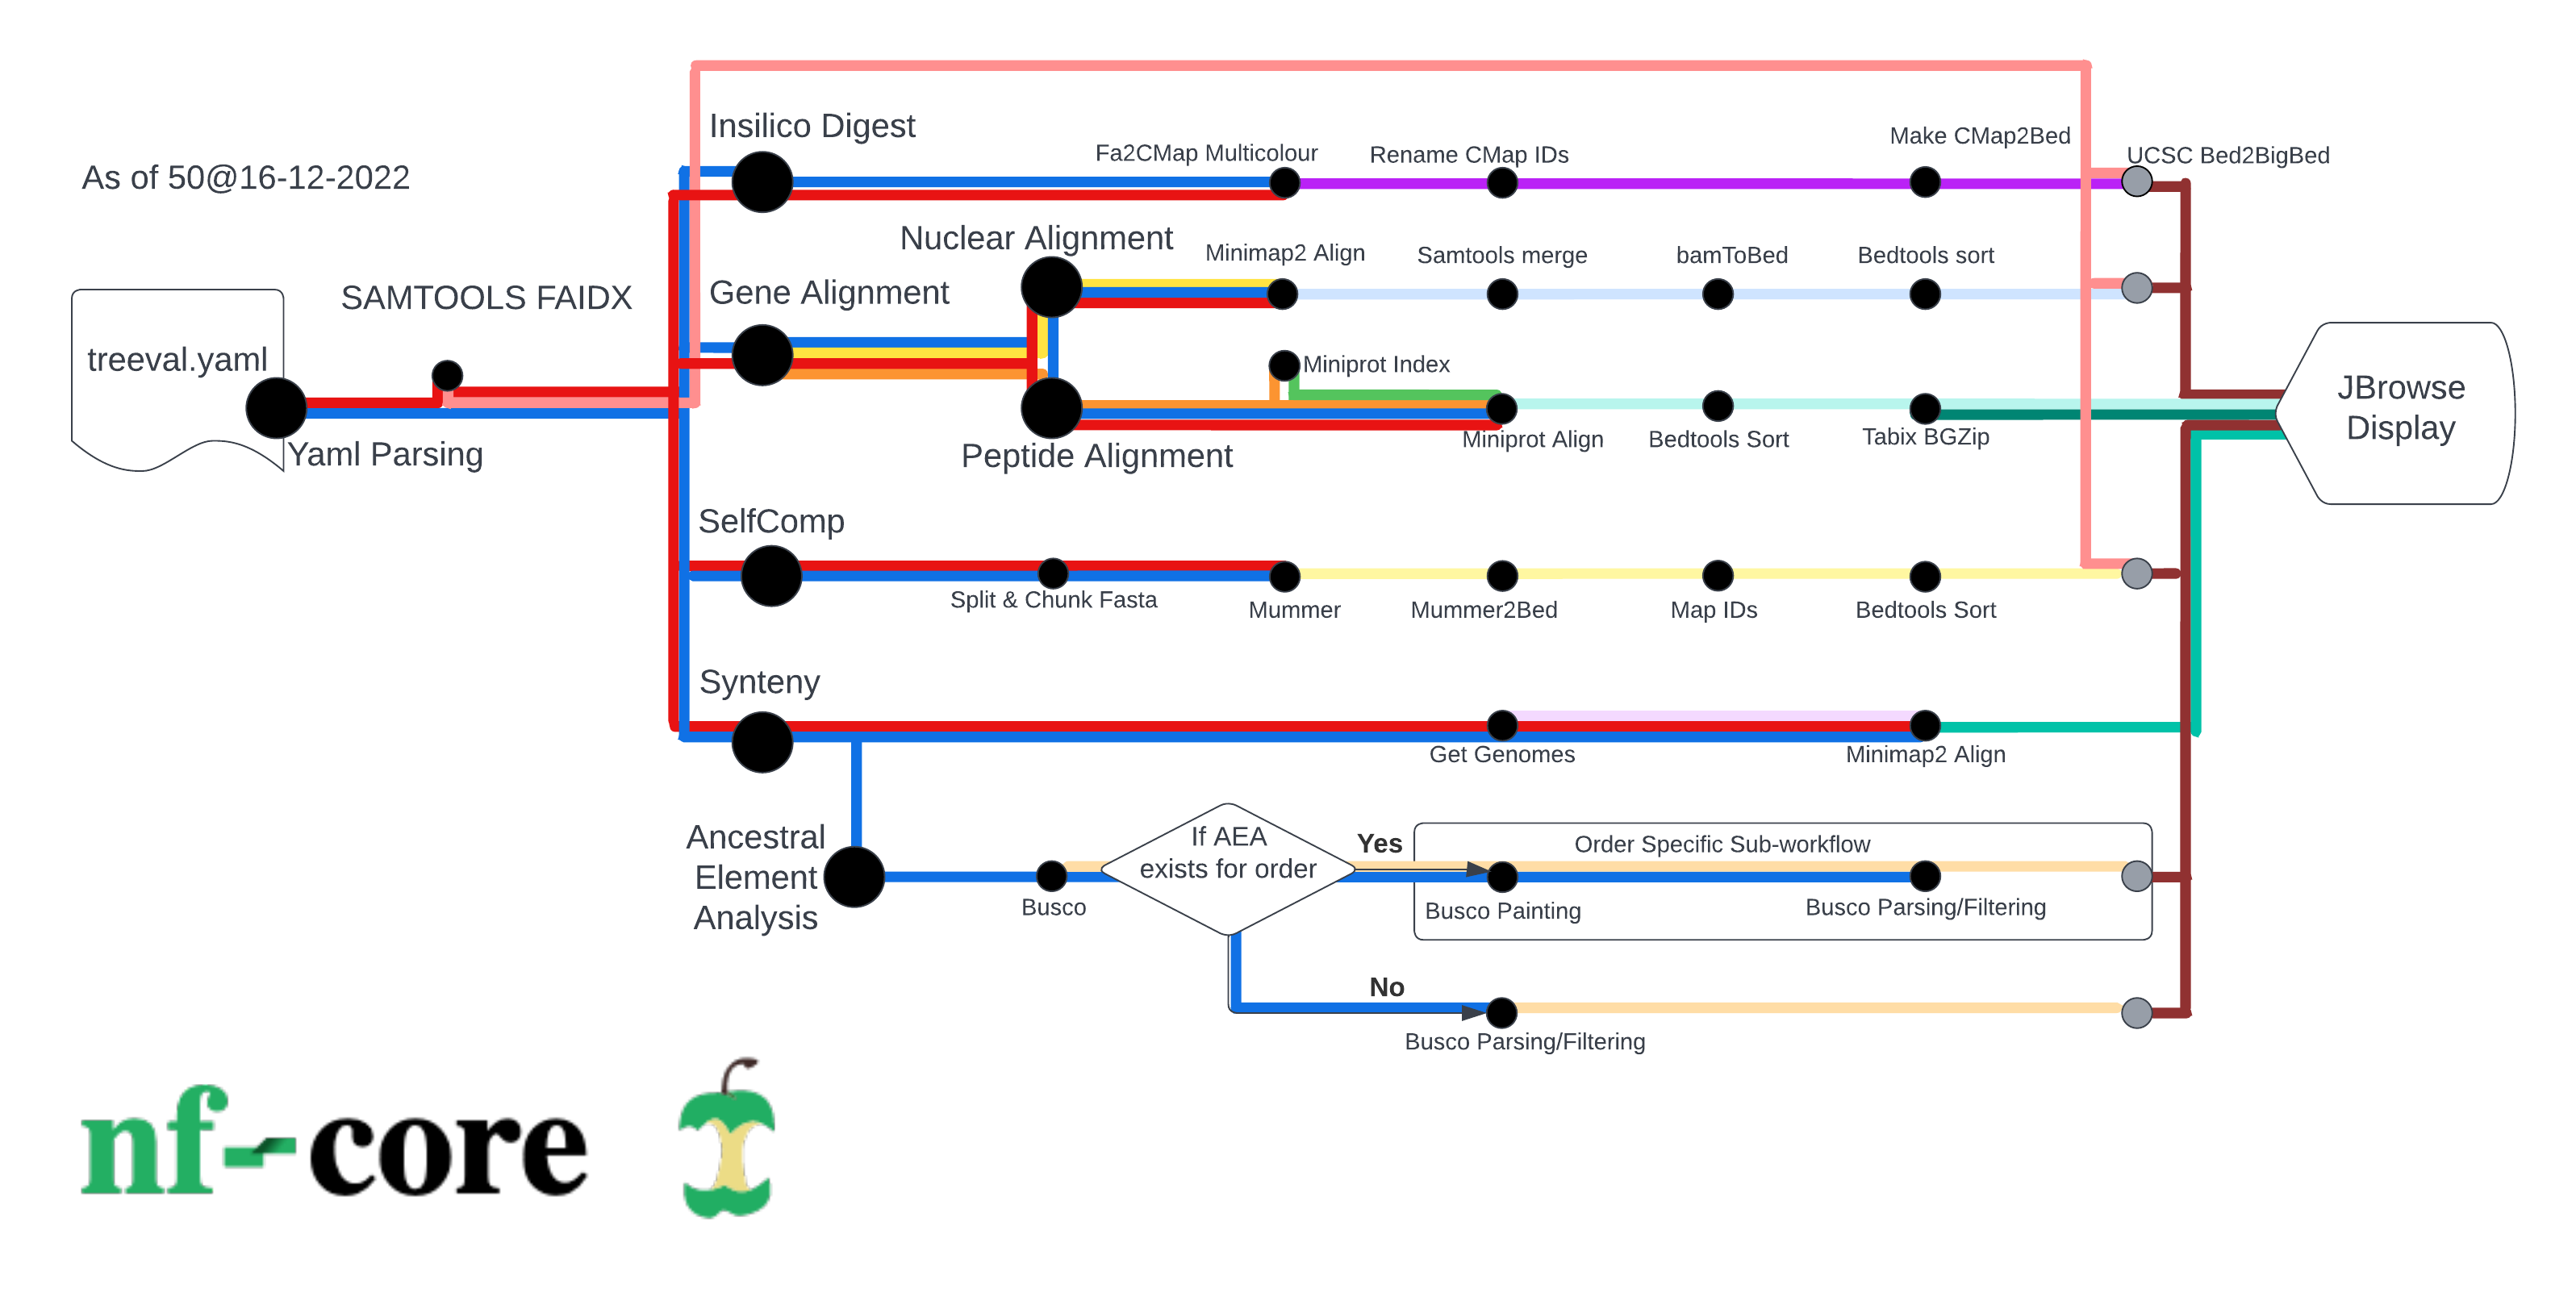 As of 50@16-12-2022
treeval.yaml
Yaml Parsing
SAMTOOLS FAIDX
Insilico Digest
Fa2CMap Multicolour
Rename CMap IDs
Make CMap2Bed
UCSC Bed2BigBed
Gene Alignment
Nuclear Alignment
Minimap2 Align
Samtools merge
bamToBed
Bedtools sort
Peptide Alignment
Miniprot Index
Miniprot Align
Bedtools Sort
Tabix BGZip
JBrowse
Display
SelfComp
Split & Chunk Fasta
Mummer
Mummer2Bed
Map IDs
Bedtools Sort
Synteny
Get Genomes
Minimap2 Align
Ancestral
Element
Analysis
Busco
If AEA
exists for order
Yes
Order Specific Sub-workflow
Busco Painting
Busco Parsing/Filtering
No
Busco Parsing/Filtering
nf-core